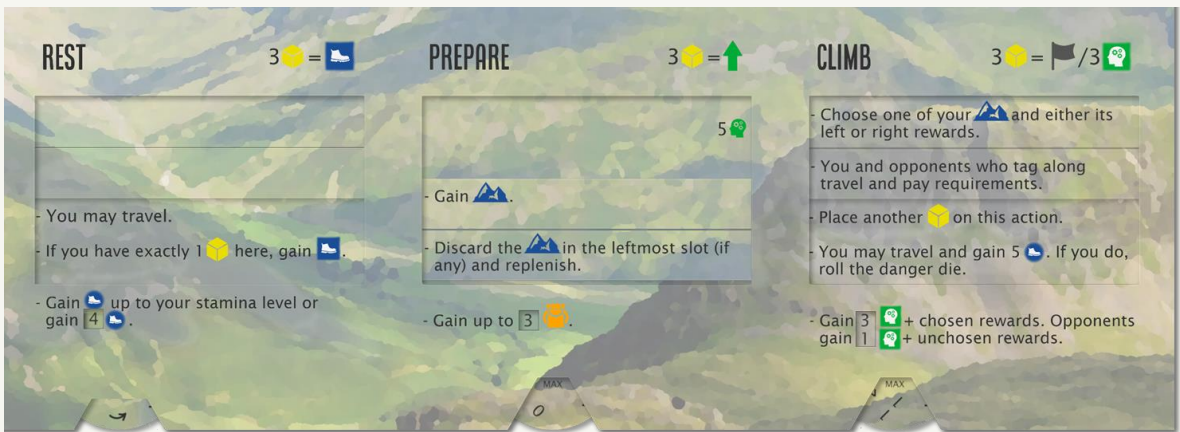 REST
3 =
- You may travel.
- If you have exactly 1 here, gain .
- Gain up to your stamina level or
gain 4 .
PREPARE
3 =
5
- Gain .
- Discard the in the leftmost slot (if
any) and replenish.
- Gain up to 3 .
MAX
0
CLIMB
3 = /3
- Choose one of your and either its
left or right rewards.
- You and opponents who tag along
travel and pay requirements.
- Place another on this action.
- You may travel and gain 5 . If you do,
roll the danger die.
- Gain 3 + chosen rewards. Opponents
gain 1 + unchosen rewards.
MAX